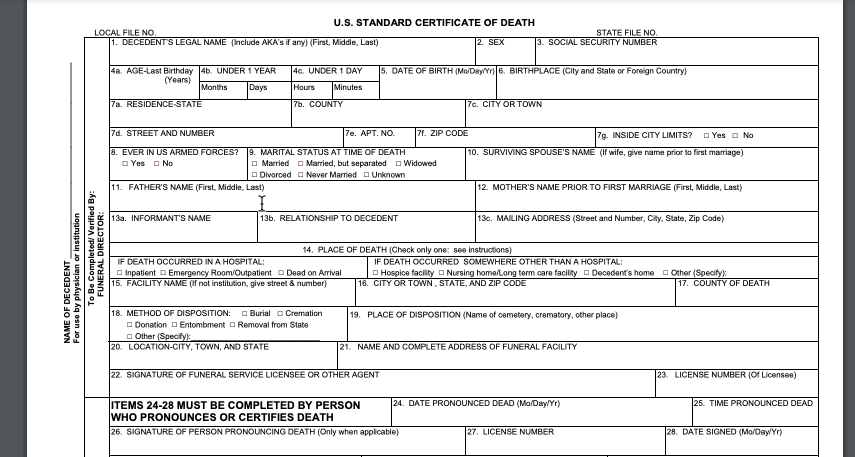 U.S. STANDARD CERTIFICATE OF DEATH
LOCAL FILE NO. STATE FILE NO.
1. DECEDENT'S LEGAL NAME (Include AKA's if any) (First, Middle, Last) 2. SEX 3. SOCIAL SECURITY NUMBER
4a. AGE-Last Birthday 4b. UNDER 1 YEAR 4c. UNDER 1 DAY 5. DATE OF BIRTH (Mo/Day/Yr) 6. BIRTHPLACE (City and State or Foreign Country)
(Years)
Months Days Hours Minutes
7a. RESIDENCE-STATE 7b. COUNTY 7c. CITY OR TOWN
7d. STREET AND NUMBER 7e. APT. NO. 7f. ZIP CODE 7g. INSIDE CITY LIMITS? □ Yes □ No
8. EVER IN US ARMED FORCES? 9. MARITAL STATUS AT TIME OF DEATH 10. SURVIVING SPOUSE'S NAME (If wife, give name prior to first marriage)
□ Yes □ No □ Married □ Married, but separated □ Widowed
□ Divorced □ Never Married □ Unknown
11. FATHER'S NAME (First, Middle, Last) 12. MOTHER'S NAME PRIOR TO FIRST MARRIAGE (First, Middle, Last)
13a. INFORMANT'S NAME 13b. RELATIONSHIP TO DECEDENT 13c. MAILING ADDRESS (Street and Number, City, State, Zip Code)
14. PLACE OF DEATH (Check only one: see instructions)
IF DEATH OCCURRED IN A HOSPITAL: IF DEATH OCCURRED SOMEWHERE OTHER THAN A HOSPITAL:
□ Inpatient □ Emergency Room/Outpatient □ Dead on Arrival □ Hospice facility □ Nursing home/Long term care facility □ Decedent's home □ Other (Specify):
15. FACILITY NAME (If not institution, give street & number) 16. CITY OR TOWN , STATE, AND ZIP CODE 17. COUNTY OF DEATH
18. METHOD OF DISPOSITION: □ Burial □ Cremation 19. PLACE OF DISPOSITION (Name of cemetery, crematory, other place)
□ Donation □ Entombment □ Removal from State
□ Other (Specify):
20. LOCATION-CITY, TOWN, AND STATE 21. NAME AND COMPLETE ADDRESS OF FUNERAL FACILITY
22. SIGNATURE OF FUNERAL SERVICE LICENSEE OR OTHER AGENT 23. LICENSE NUMBER (Of Licensee)
ITEMS 24-28 MUST BE COMPLETED BY PERSON 24. DATE PRONOUNCED DEAD (Mo/Day/Yr) 25. TIME PRONOUNCED DEAD
WHO PRONOUNCES OR CERTIFIES DEATH
26. SIGNATURE OF PERSON PRONOUNCING DEATH (Only when applicable) 27. LICENSE NUMBER 28. DATE SIGNED (Mo/Day/Yr)
NAME OF DECEDENT
For use by physician or institution
To Be Completed/ Verified By:
FUNERAL DIRECTOR: